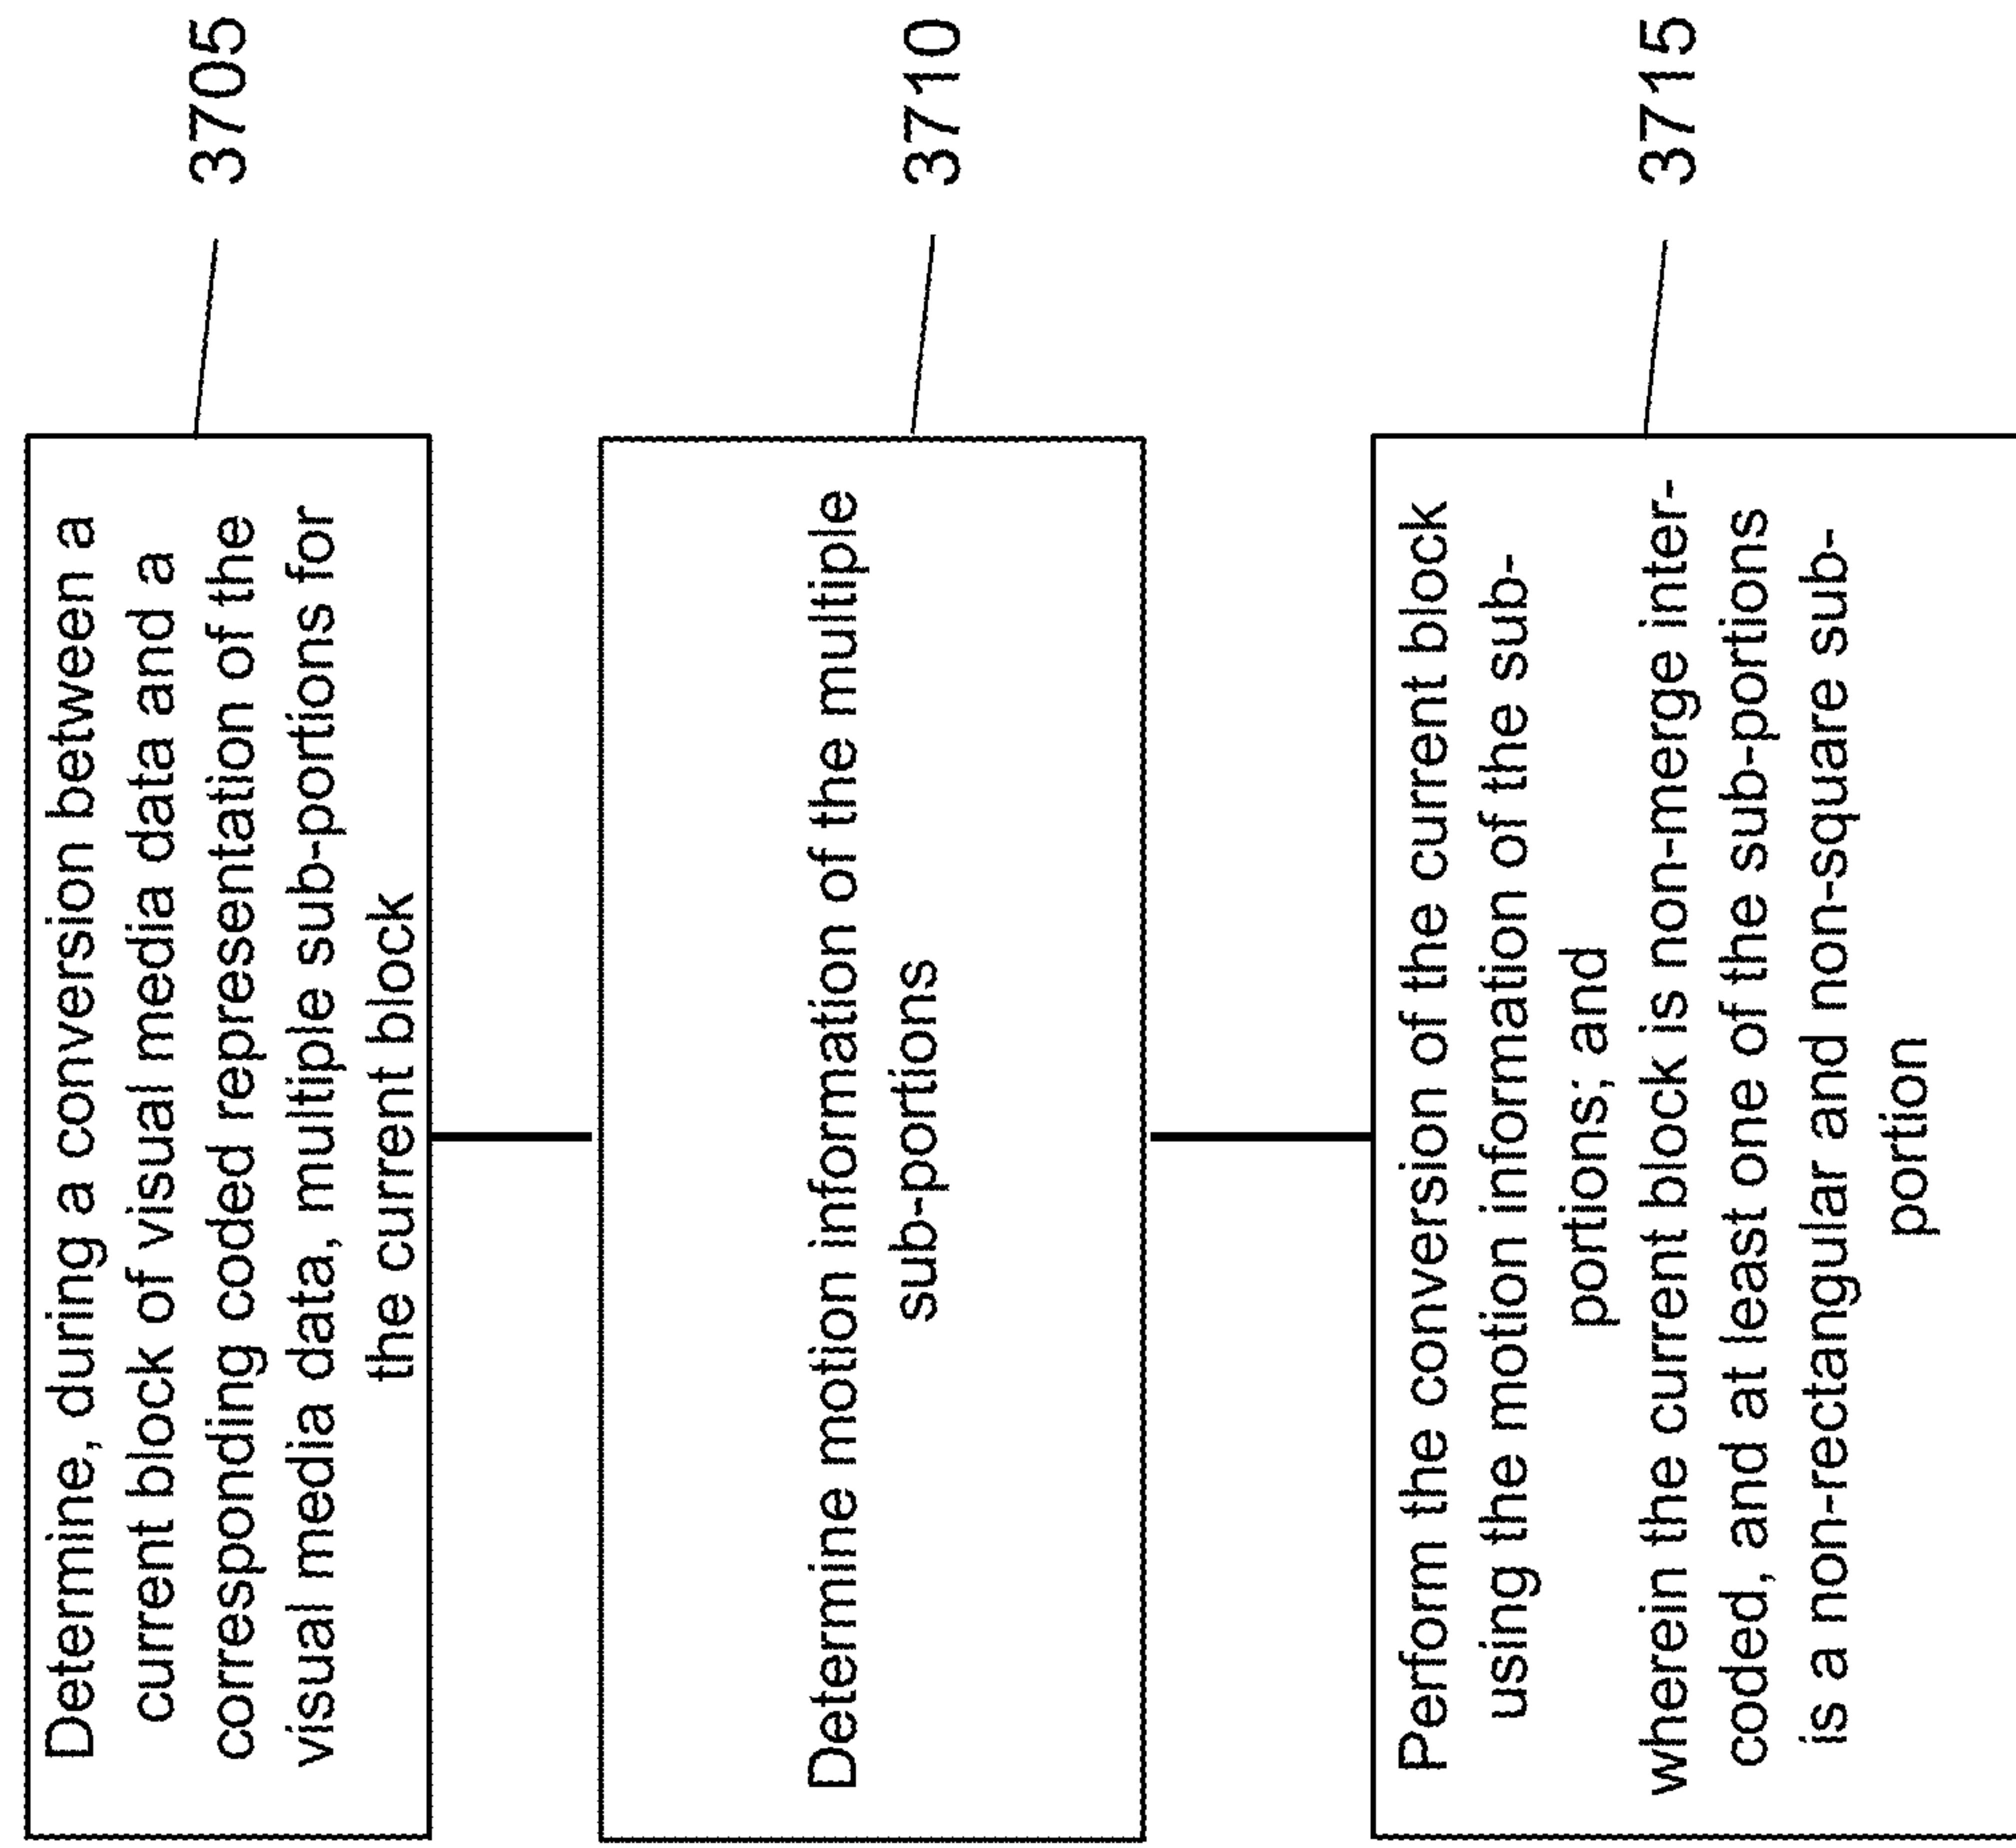 Determine, during a conversion between a
current block of visual media data and a
corresponding coded representation of the
visual media data, multiple sub-portions for
the current block
3705
Determine motion information of the multiple
sub-portions
3710
Perform the conversion of the current block
using the motion information of the sub-
portions; and
wherein the current block is non-merge inter-
coded, and at least one of the sub-portions
is a non-rectangular and non-square sub-
portion
3715